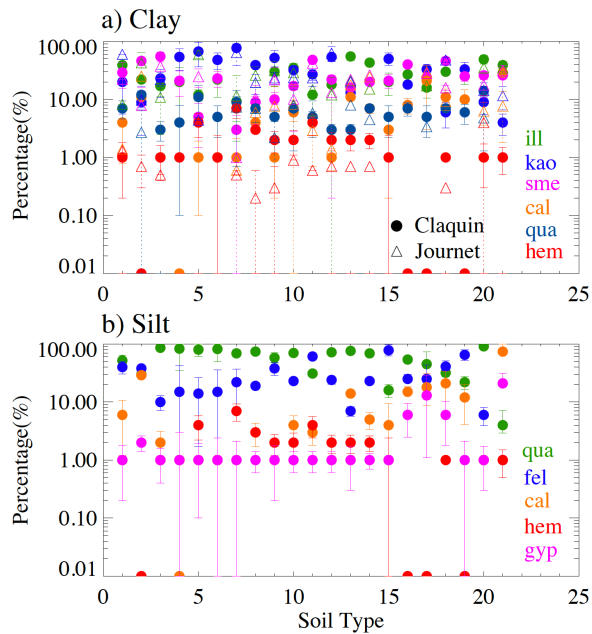 a) Clay
Percentage(%)
100.00
10.00
1.00
0.10
0.01
Claquin
Journet
ill
kao
sme
cal
qua
hem
0 5 10 15 20 25
b) Silt
Percentage(%)
100.00
10.00
1.00
0.10
0.01
qua
fel
cal
hem
gyp
0 5 10 15 20 25
Soil Type